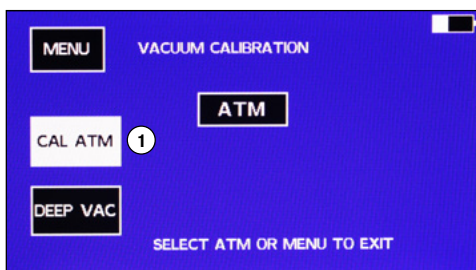 MENU
VACUUM CALIBRATION
ATM
CAL ATM
1
DEEP VAC
SELECT ATM OR MENU TO EXIT